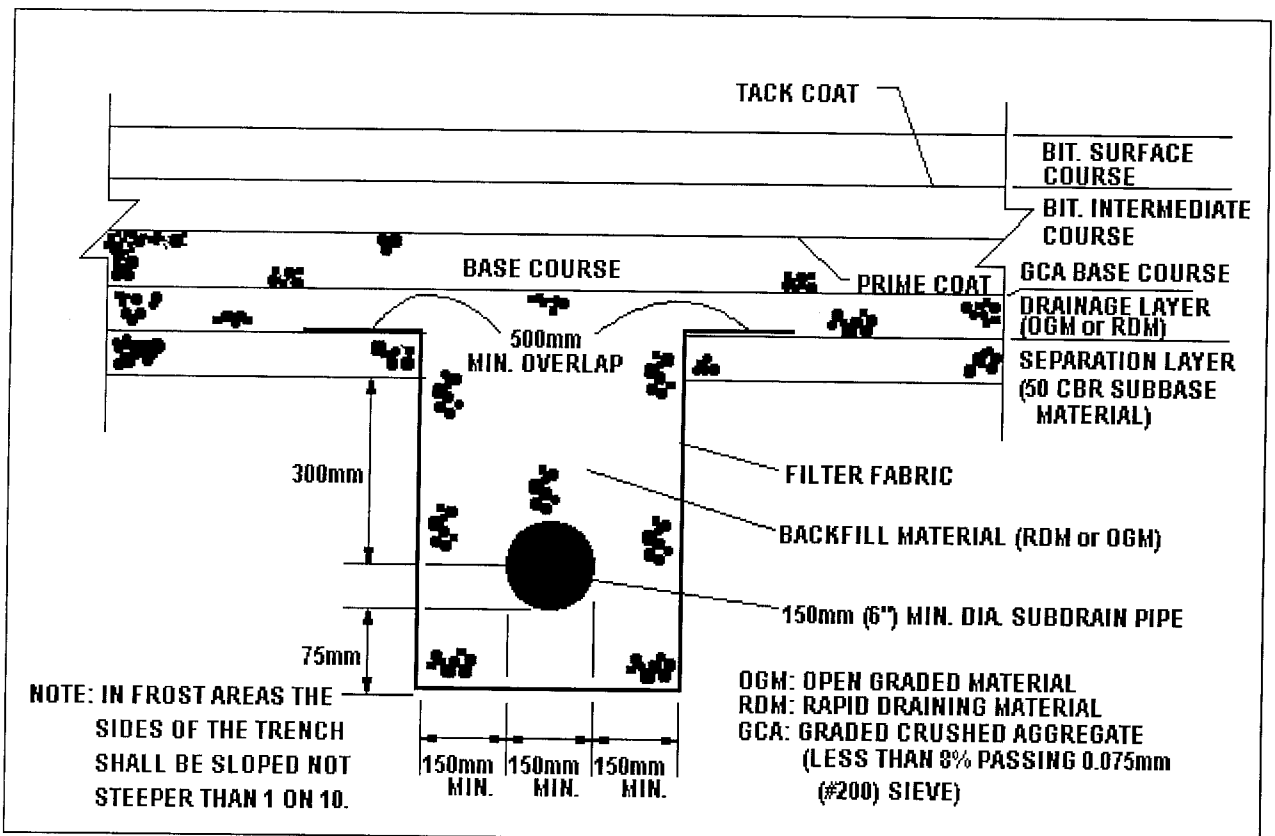 TACK COAT
BIT. SURFACE
COURSE
BIT. INTERMEDIATE
COURSE
BASE COURSE
PRIME COAT
GCA BASE COURSE
DRAINAGE LAYER
(OGM or RDM)
500mm
MIN. OVERLAP
SEPARATION LAYER
(50 CBR SUBBASE
MATERIAL)
300mm
FILTER FABRIC
BACKFILL MATERIAL (RDM or OGM)
150mm (6") MIN. DIA. SUBDRAIN PIPE
75mm
NOTE: IN FROST AREAS THE
SIDES OF THE TRENCH
SHALL BE SLOPED NOT
STEEPER THAN 1 ON 10.
150mm 150mm 150mm
MIN. MIN. MIN.
OGM: OPEN GRADED MATERIAL
RDM: RAPID DRAINING MATERIAL
GCA: GRADED CRUSHED AGGREGATE
(LESS THAN 8% PASSING 0.075mm
(#200) SIEVE)